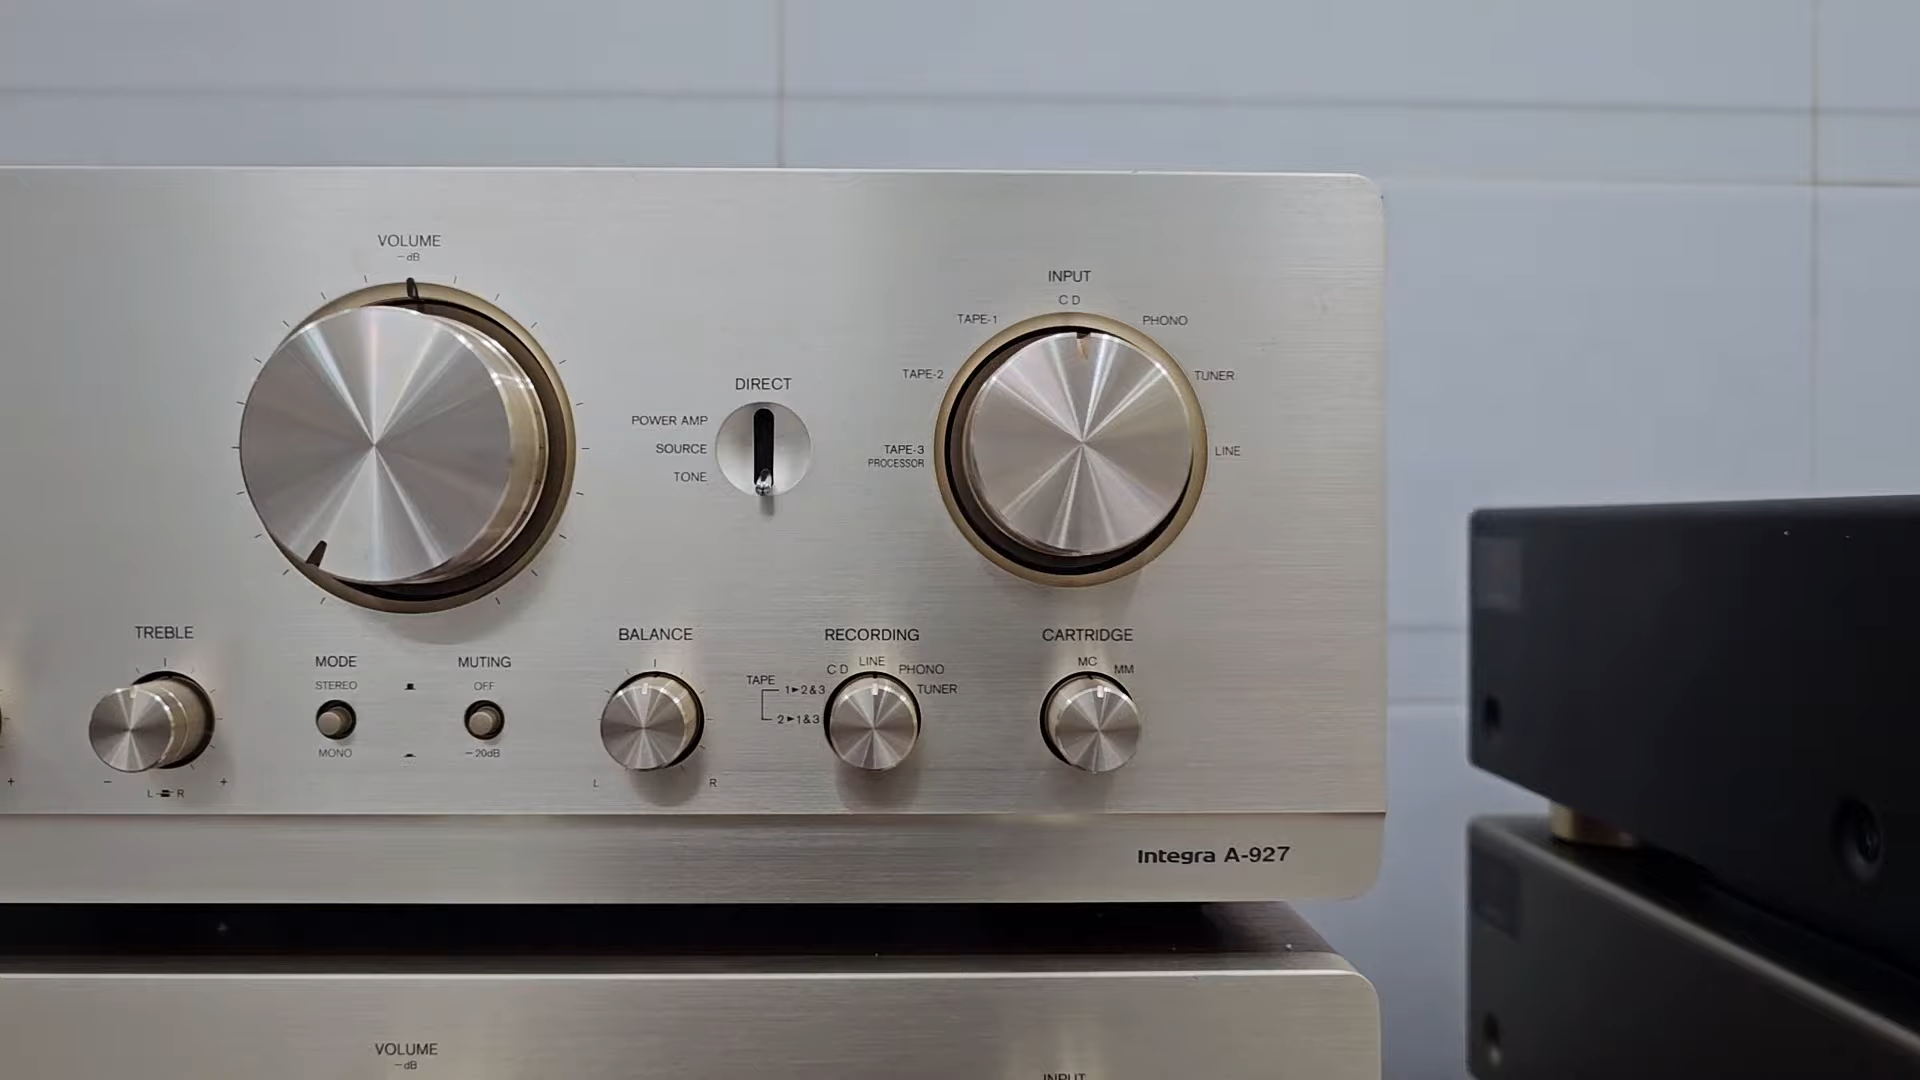 VOLUME
－dB
INPUT
CD
TAPE-1
PHONO
TAPE-2
TUNER
TAPE-3
PROCESSOR
LINE
DIRECT
POWER AMP
SOURCE
TONE
TREBLE
－ +
L R
+
MODE
STEREO
MONO
MUTING
OFF
－20dB
BALANCE
L R
RECORDING
TAPE
1►2&3
2►1&3
CD
LINE
PHONO
TUNER
CARTRIDGE
MC
MM
Integra A-927
VOLUME
－dB
INPUT